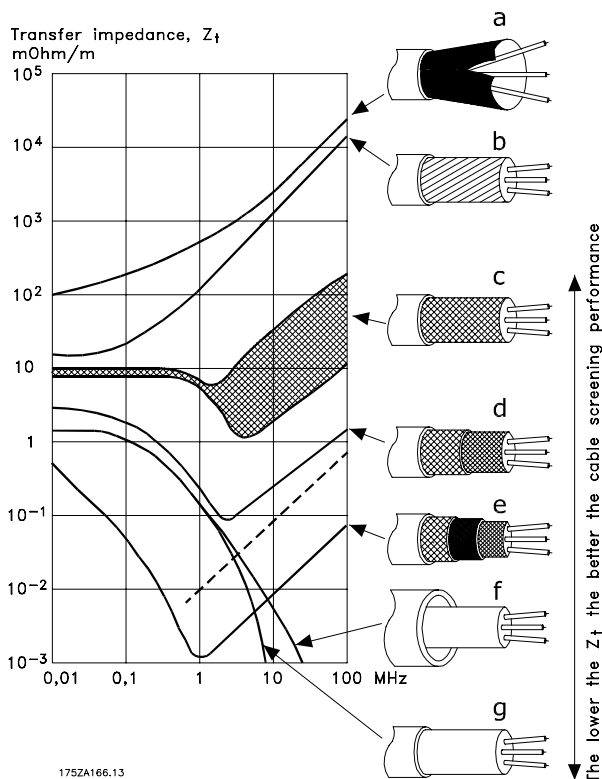 Transfer impedance, Zt
mOhm/m
a
10⁵
b
10⁴
10³
c
10²
10
d
1
e
10⁻¹
f
10⁻²
10⁻³
0,01 0,1 1 10 100 MHz
g
175ZA166.13
The lower the Zt the better the cable screening performance